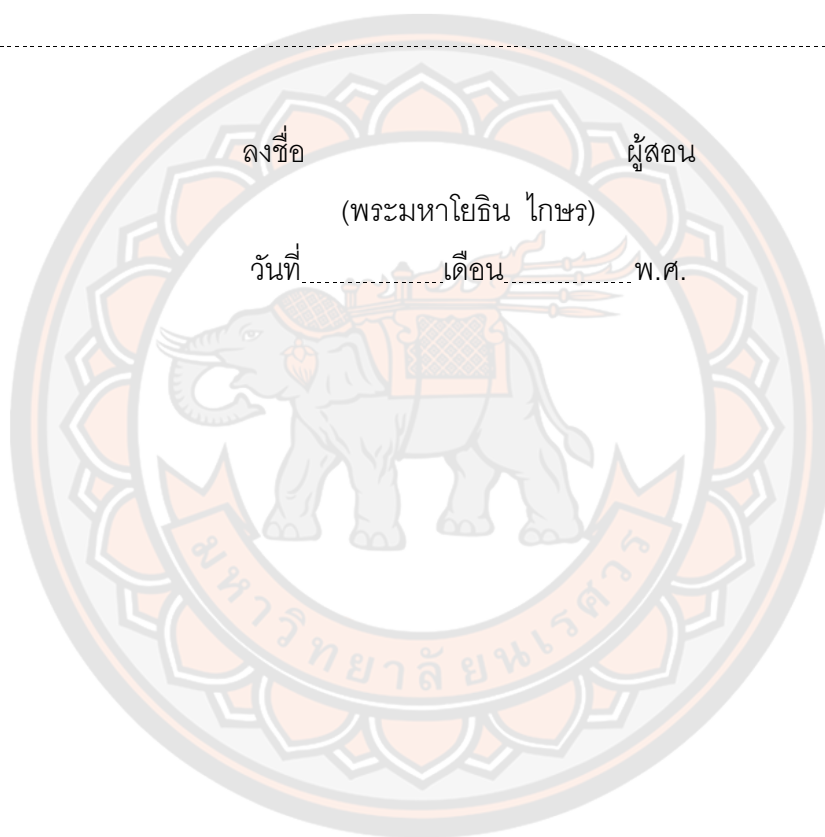 ลงชื่อ ผู้สอน
(พระมหาโยธิน ไกษร)
วันที่................เดือน................พ.ศ.
มหาวิทยาลัยนเรศวร